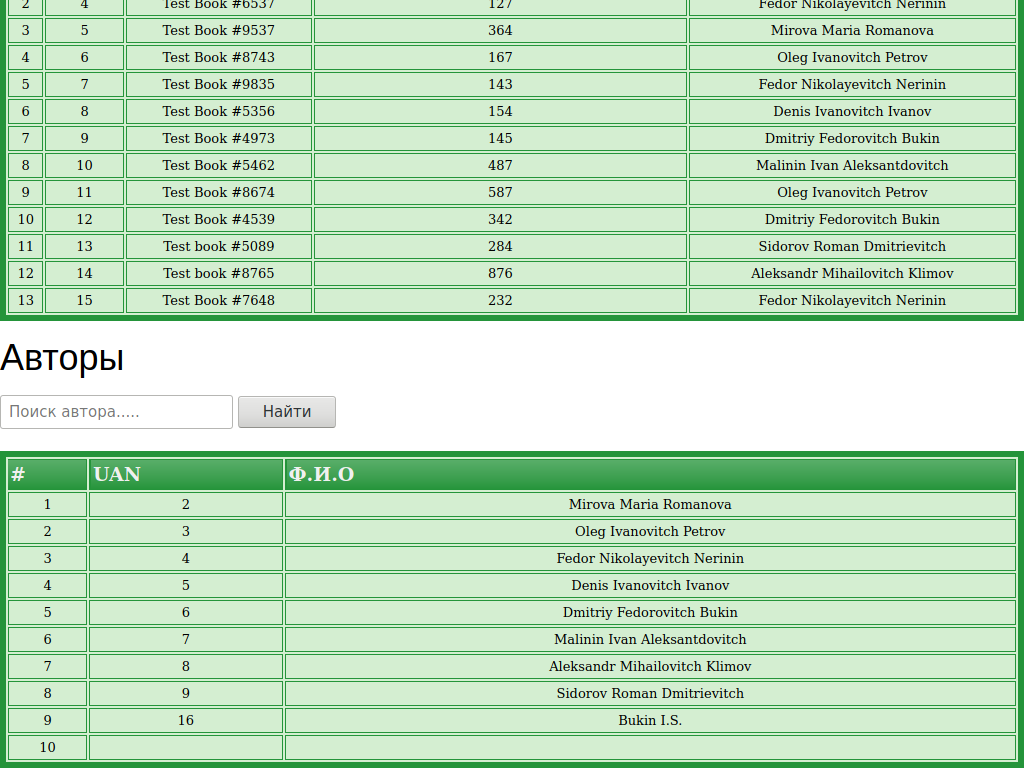 2 4 Test Book #6537 127 Fedor Nikolayevitch Nerinin
3 5 Test Book #9537 364 Mirova Maria Romanova
4 6 Test Book #8743 167 Oleg Ivanovitch Petrov
5 7 Test Book #9835 143 Fedor Nikolayevitch Nerinin
6 8 Test Book #5356 154 Denis Ivanovitch Ivanov
7 9 Test Book #4973 145 Dmitriy Fedorovitch Bukin
8 10 Test Book #5462 487 Malinin Ivan Aleksantdovitch
9 11 Test Book #8674 587 Oleg Ivanovitch Petrov
10 12 Test Book #4539 342 Dmitriy Fedorovitch Bukin
11 13 Test book #5089 284 Sidorov Roman Dmitrievitch
12 14 Test book #8765 876 Aleksandr Mihailovitch Klimov
13 15 Test Book #7648 232 Fedor Nikolayevitch Nerinin
Авторы
Поиск автора..... Найти
# UAN Ф.И.О
1 2 Mirova Maria Romanova
2 3 Oleg Ivanovitch Petrov
3 4 Fedor Nikolayevitch Nerinin
4 5 Denis Ivanovitch Ivanov
5 6 Dmitriy Fedorovitch Bukin
6 7 Malinin Ivan Aleksantdovitch
7 8 Aleksandr Mihailovitch Klimov
8 9 Sidorov Roman Dmitrievitch
9 16 Bukin I.S.
10